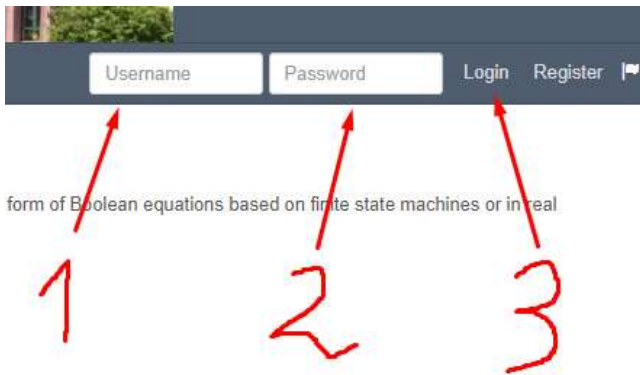 Username Password Login Register
form of Boolean equations based on finite state machines or in real
1 2 3